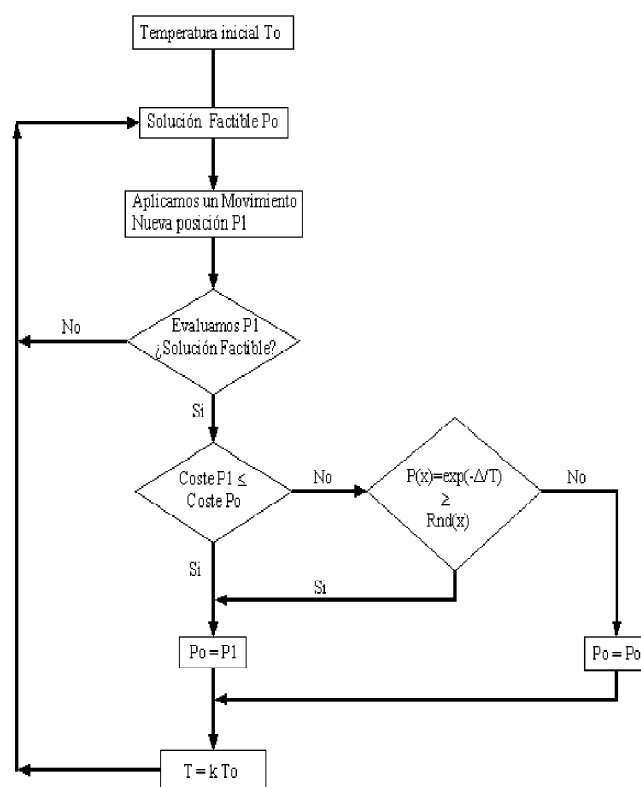 Temperatura inicial To
Solución Factible Po
Aplicamos un Movimiento
Nueva posición P1
Evaluamos P1
¿Solución Factible?
No
Si
Coste P1 ≤
Coste Po
No
P(x)=exp(-Δ/T)
≥
Rnd(x)
No
Si
Si
Po = P1
Po = Po
T = k To